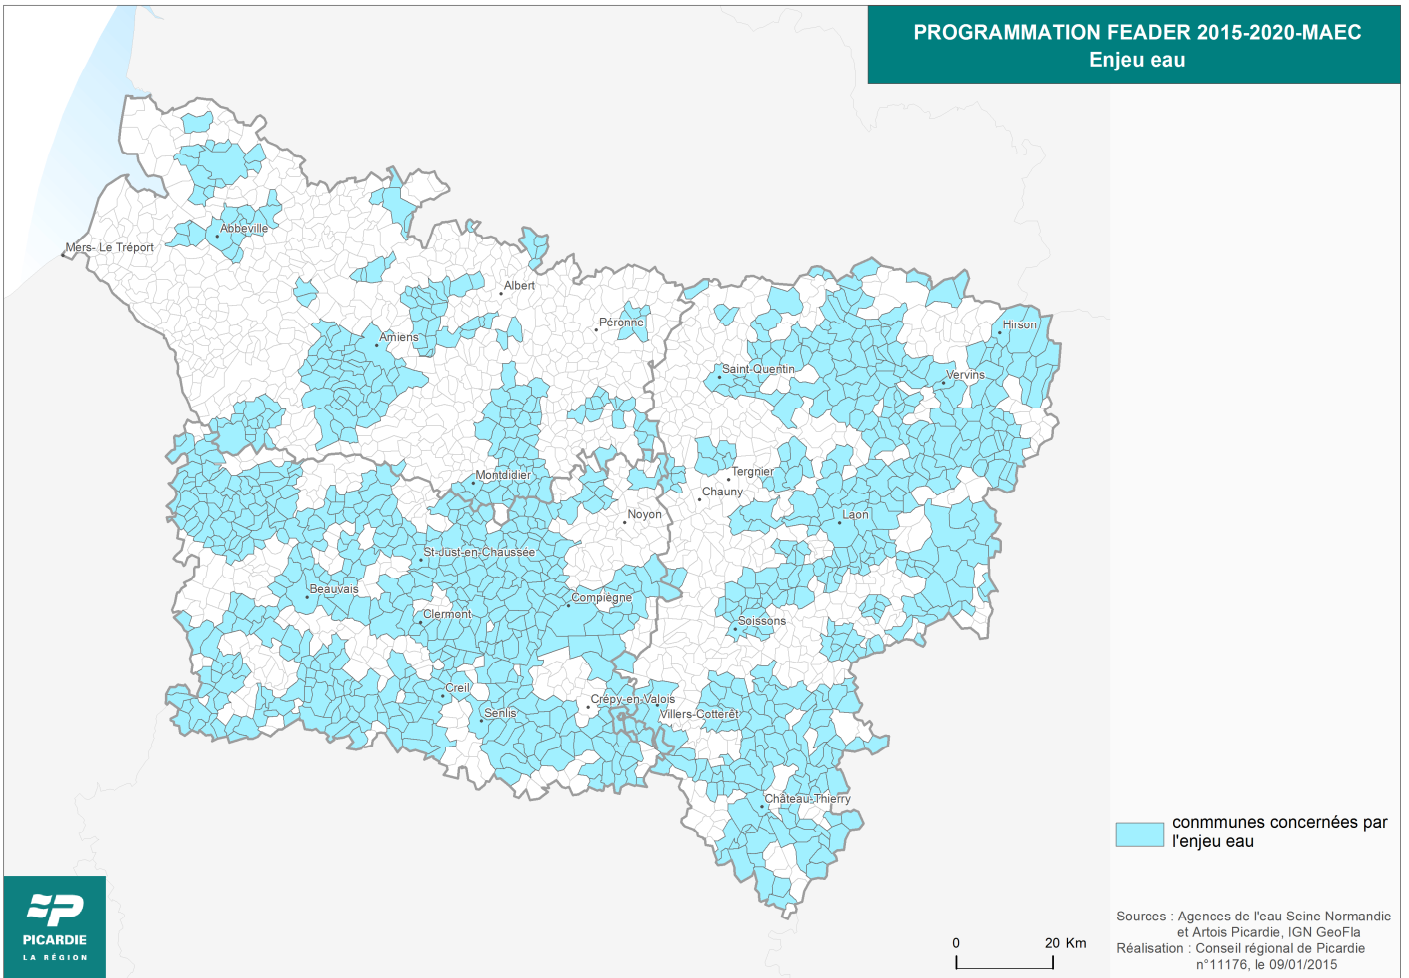 PROGRAMMATION FEADER 2015-2020-MAEC
Enjeu eau
Abbeville
Mers- Le Tréport
Albert
Péronne
Hirson
Amiens
Saint-Quentin
Vervins
Montdidier
Tergnier
Chauny
Noyon
Laon
St-Just-en-Chaussée
Beauvais
Compiègne
Clermont
Soissons
Creil
Crépy-en-Valois
Senlis
Villers-Cotterêt
Château-Thierry
conmmunes concernées par
l'enjeu eau
PICARDIE
LA RÉGION
Sources : Agences de l'eau Seine Normandie
et Artois Picardie, IGN GeoFla
Réalisation : Conseil régional de Picardie
n°11176, le 09/01/2015
0 20 Km